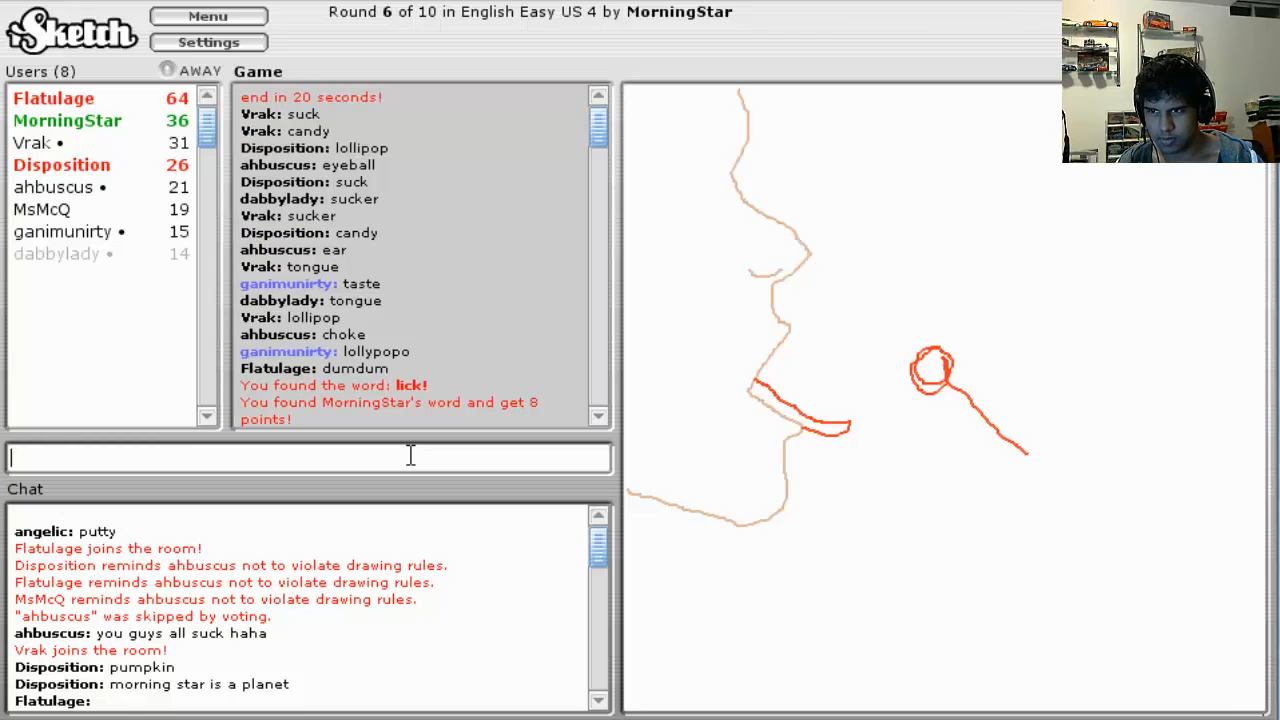 iSketch
Menu
Settings
Round 6 of 10 in English Easy US 4 by MorningStar
Users (8)
AWAY
Flatulage 64
MorningStar 36
Vrak • 31
Disposition 26
ahbuscus • 21
MsMcQ 19
ganimunirty • 15
dabbylady • 14
Game
end in 20 seconds!
Vrak: suck
Vrak: candy
Disposition: lollipop
ahbuscus: eyeball
Disposition: suck
dabbylady: sucker
Vrak: sucker
Disposition: candy
ahbuscus: ear
Vrak: tongue
ganimunirty: taste
dabbylady: tongue
Vrak: lollipop
ahbuscus: choke
ganimunirty: lollypopo
Flatulage: dumdum
You found the word: lick!
You found MorningStar's word and get 8
points!
Chat
angelic: putty
Flatulage joins the room!
Disposition reminds ahbuscus not to violate drawing rules.
Flatulage reminds ahbuscus not to violate drawing rules.
MsMcQ reminds ahbuscus not to violate drawing rules.
"ahbuscus" was skipped by voting.
ahbuscus: you guys all suck haha
Vrak joins the room!
Disposition: pumpkin
Disposition: morning star is a planet
Flatulage: